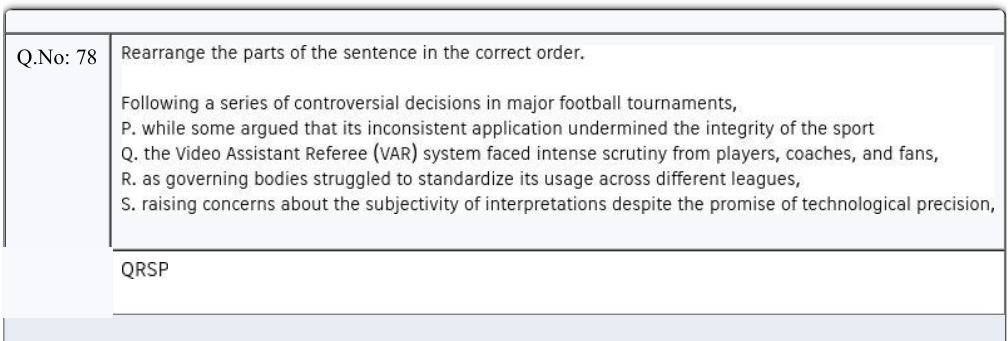 Q.No: 78
Rearrange the parts of the sentence in the correct order.
Following a series of controversial decisions in major football tournaments,
P. while some argued that its inconsistent application undermined the integrity of the sport
Q. the Video Assistant Referee (VAR) system faced intense scrutiny from players, coaches, and fans,
R. as governing bodies struggled to standardize its usage across different leagues,
S. raising concerns about the subjectivity of interpretations despite the promise of technological precision,
QRSP